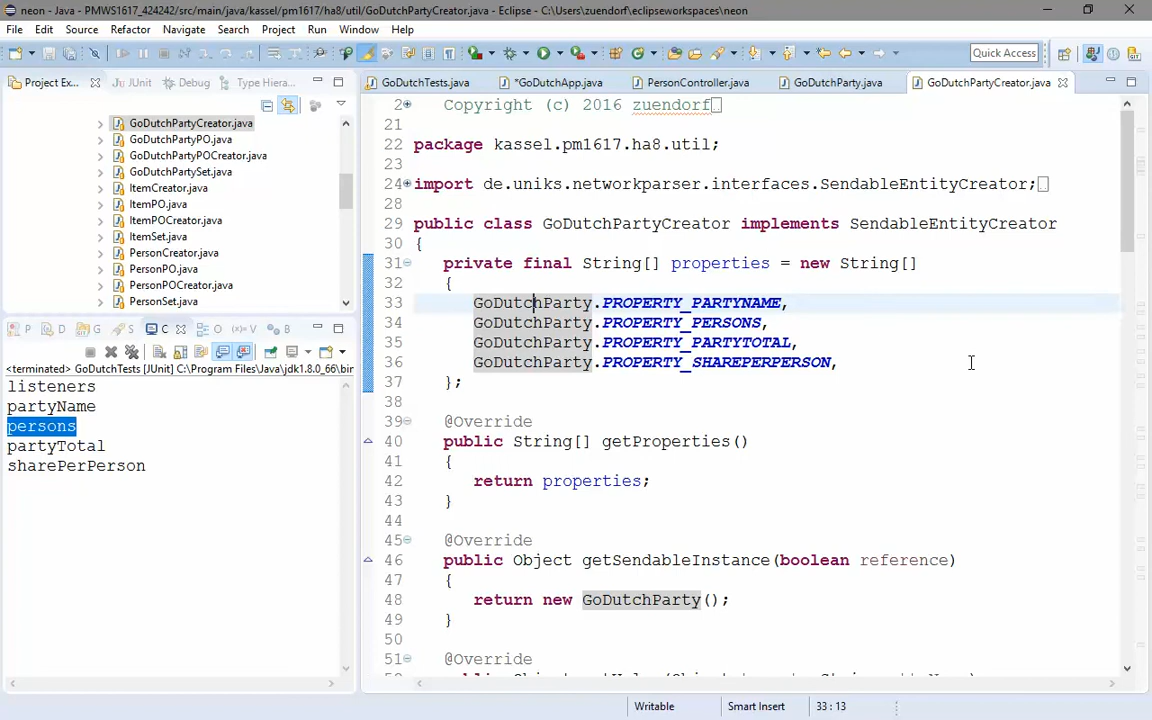 neon - Java - PMWS1617_424242/src/main/java/kassel/pm1617/ha8/util/GoDutchPartyCreator.java - Eclipse - C:\Users\zuendorf\eclipseworkspaces\neon
File Edit Source Refactor Navigate Search Project Run Window Help
Quick Access
Project Ex... JUnit Debug Type Hiera...
GoDutchPartyCreator.java
GoDutchPartyPO.java
GoDutchPartyPOCreator.java
GoDutchPartySet.java
ItemCreator.java
ItemPO.java
ItemPOCreator.java
ItemSet.java
PersonCreator.java
PersonPO.java
PersonPOCreator.java
PersonSet.java
P D G S C O V B
<terminated> GoDutchTests [JUnit] C:\Program Files\Java\jdk1.8.0_66\bin
listeners
partyName
persons
partyTotal
sharePerPerson
GoDutchTests.java *GoDutchApp.java PersonController.java GoDutchParty.java GoDutchPartyCreator.java
2 Copyright (c) 2016 zuendorf
21
22 package kassel.pm1617.ha8.util;
23
24 import de.uniks.networkparser.interfaces.SendableEntityCreator;
28
29 public class GoDutchPartyCreator implements SendableEntityCreator
30 {
31 private final String[] properties = new String[]
32 {
33 GoDutchParty.PROPERTY_PARTYNAME,
34 GoDutchParty.PROPERTY_PERSONS,
35 GoDutchParty.PROPERTY_PARTYTOTAL,
36 GoDutchParty.PROPERTY_SHAREPERPERSON,
37 };
38
39 @Override
40 public String[] getProperties()
41 {
42 return properties;
43 }
44
45 @Override
46 public Object getSendableInstance(boolean reference)
47 {
48 return new GoDutchParty();
49 }
50
51 @Override
Writable Smart Insert 33 : 13